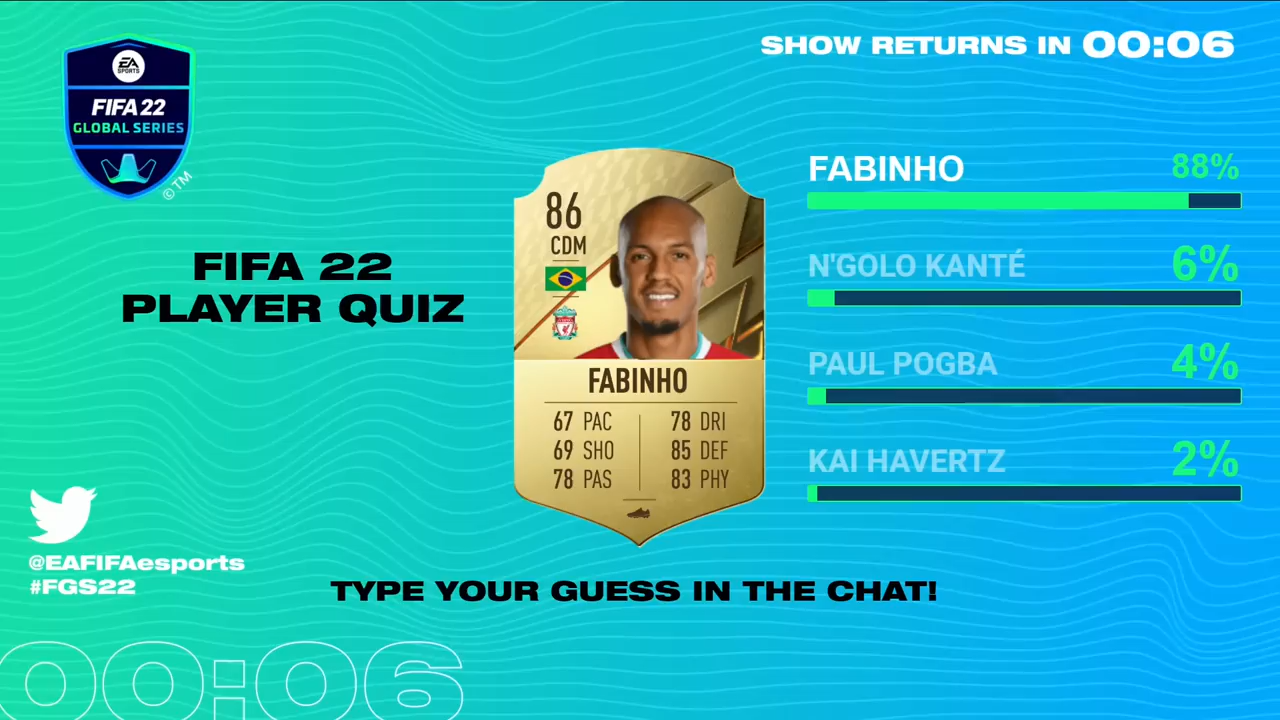 EA
SPORTS
FIFA 22
GLOBAL SERIES
© TM
SHOW RETURNS IN 00:06
FIFA 22
PLAYER QUIZ
86
CDM
FABINHO
67 PAC 78 DRI
69 SHO 85 DEF
78 PAS 83 PHY
FABINHO 88%
N'GOLO KANTÉ 6%
PAUL POGBA 4%
KAI HAVERTZ 2%
@EAFIFAesports
#FGS22
TYPE YOUR GUESS IN THE CHAT!
00:06